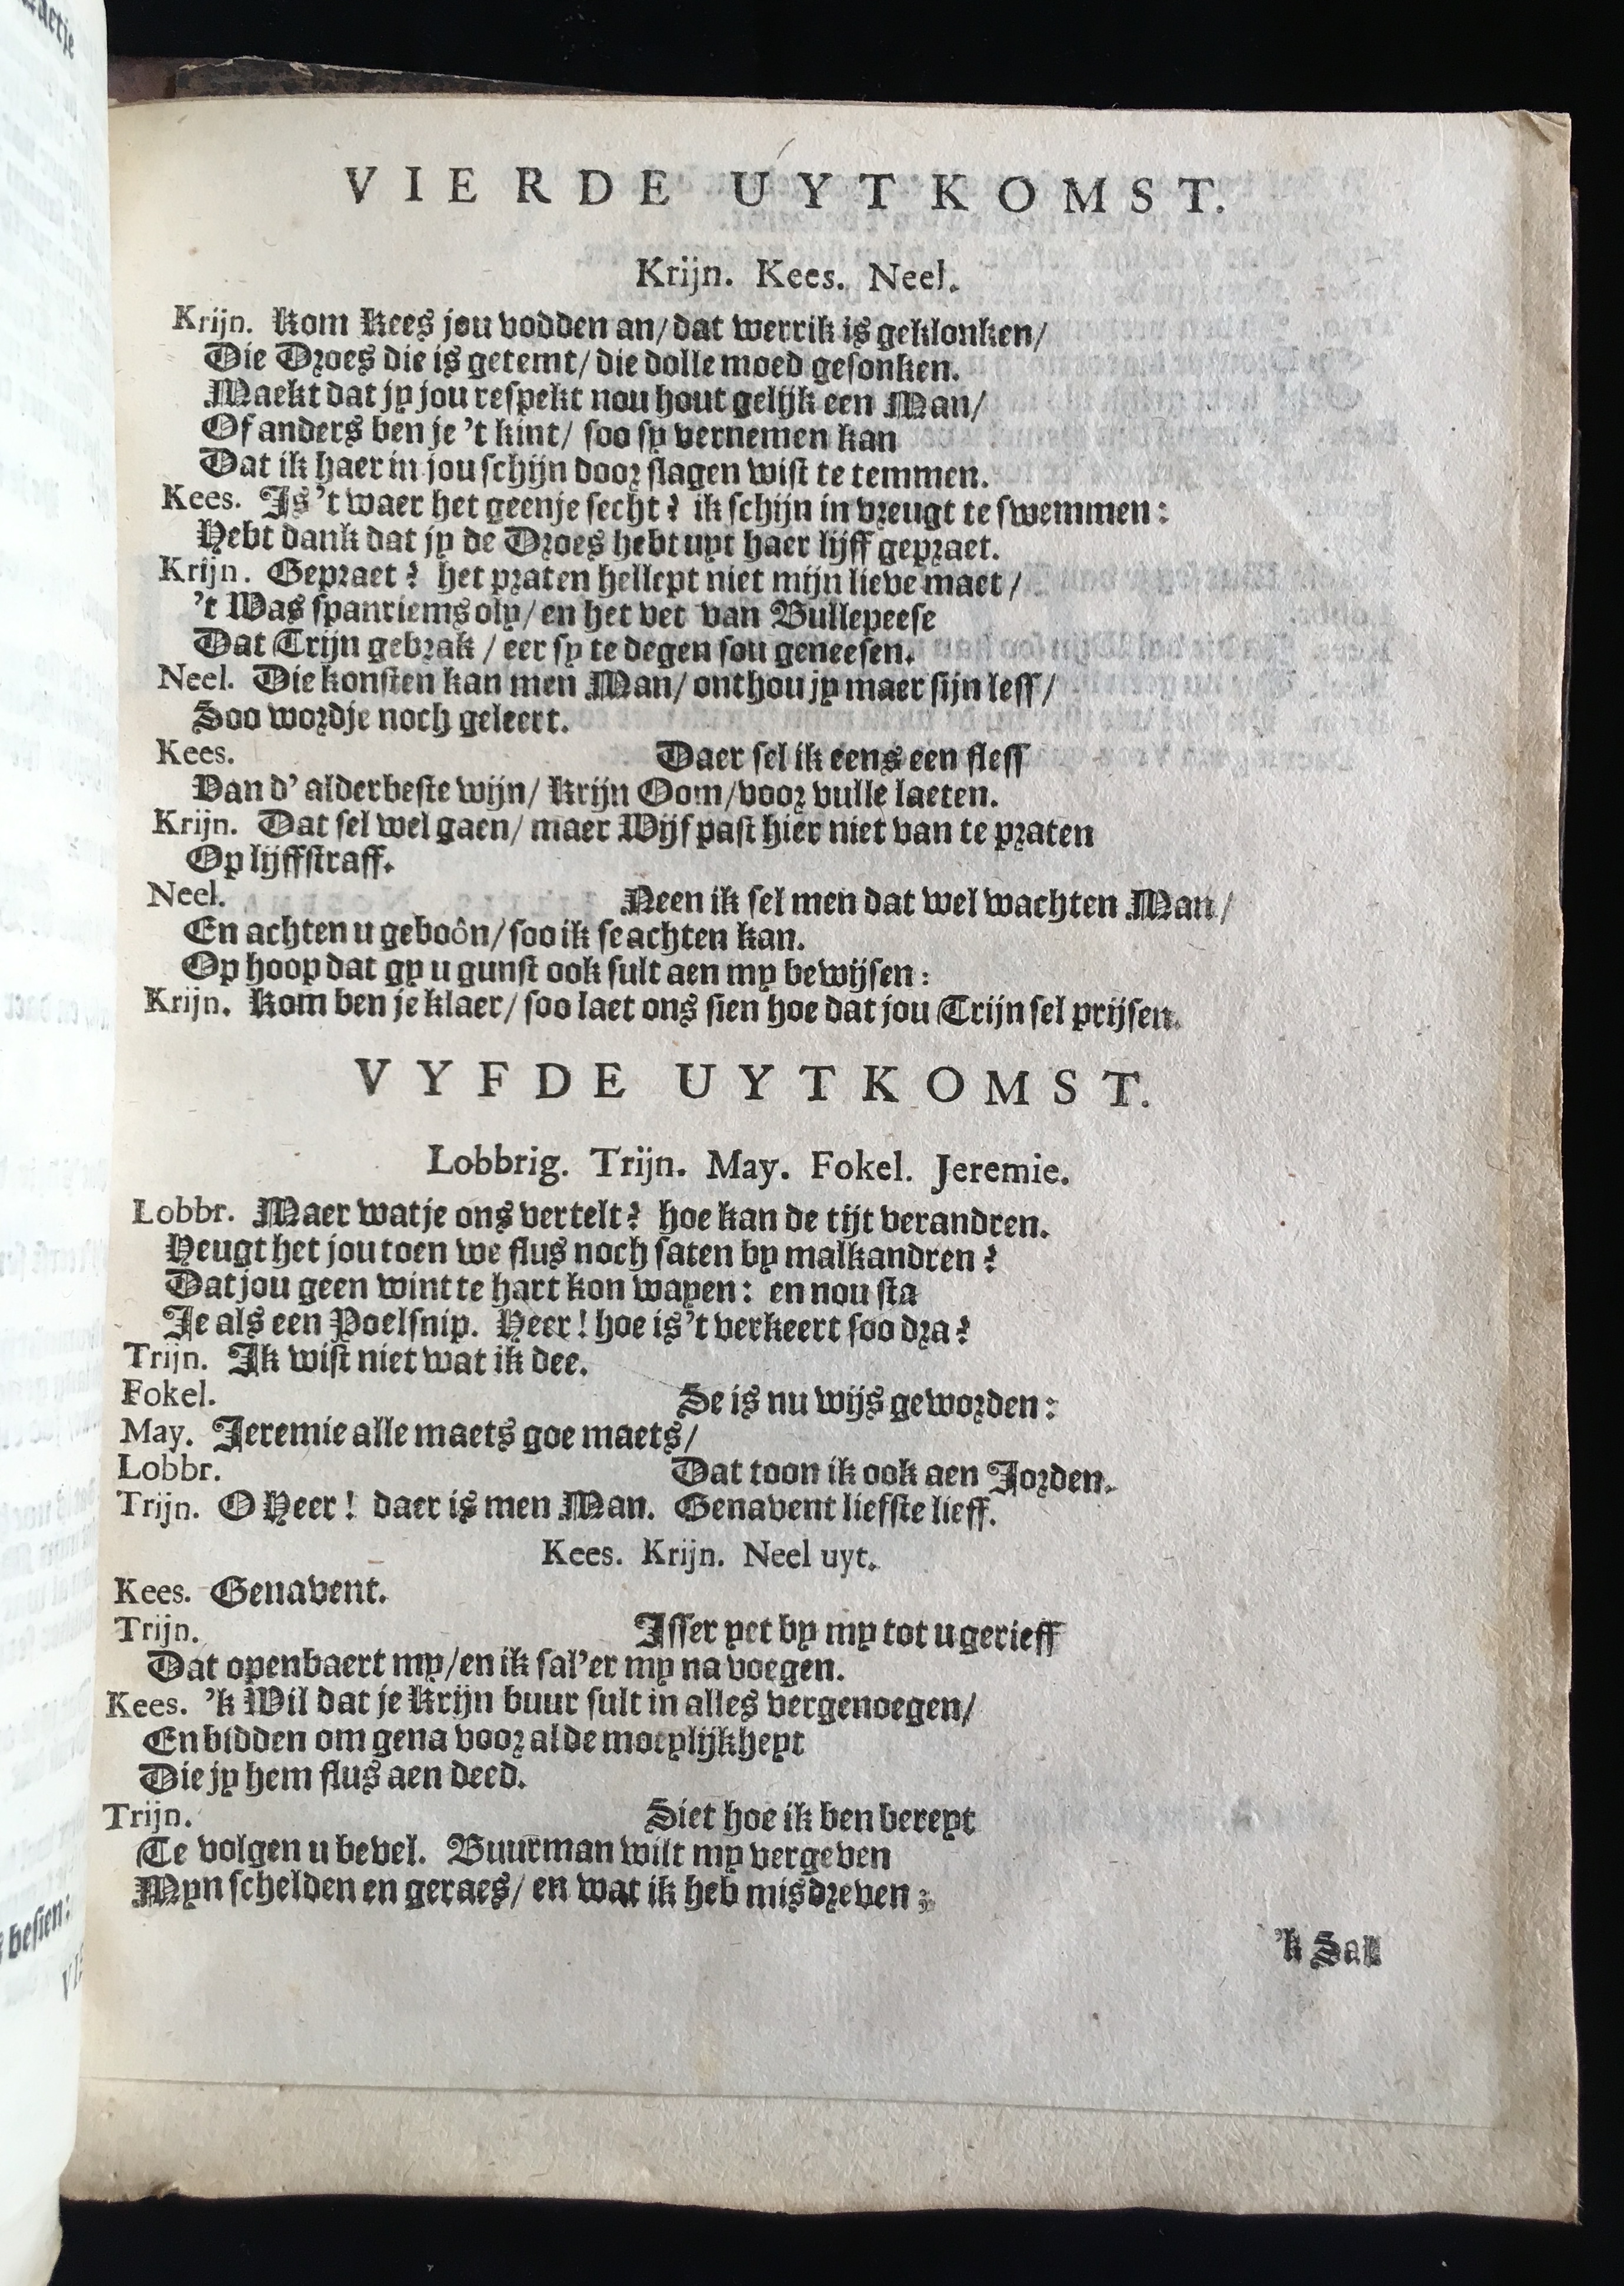 VIERDE UYTKOMST.
Krijn. Kees. Neel.
Krijn. Kom Kees jou vodden an/ dat werrik is geklonken/
Die Droes die is getemt/ die dolle moed gesonken.
Maekt dat jy jou respekt nou hout gelijk een Man/
Of anders ben je 't kint/ soo sy vernemen kan
Dat ik haer in jou schijn door slagen wist te temmen.
Kees. Is 't waer het geenje secht? ik schijn in vreugt te swemmen:
Hebt dank dat jy de Droes hebt uyt haer lijff gepraet.
Krijn. Gepraet? het praten hellept niet mijn lieve maet/
't Was spanriems oly/ en het vet van Bullepeese
Dat Trijn gebrak/ eer sy te degen sou geneesen.
Neel. Die konsten kan men Man/ onthou jy maer sijn less/
Soo wordje noch geleert.
Kees. Daer sel ik eens een fless
Van d' alderbeste wijn/ Krijn Oom/ voor vulle laeten.
Krijn. Dat sel wel gaen/ maer Wijf past hier niet van te praten
Op lijffstraff.
Neel. Neen ik sel men dat wel wachten Man/
En achten u geboôn/ soo ik se achten kan.
Op hoop dat gy u gunst ook sult aen my bewijsen:
Krijn. Kom ben je klaer/ soo laet ons sien hoe dat jou Trijn sel prijsen.
VYFDE UYTKOMST.
Lobbrig. Trijn. May. Fokel. Jeremie.
Lobbr. Maer watje ons vertelt? hoe kan de tijt verandren.
Heugt het jou toen we flus noch saten by malkandren?
Dat jou geen wint te hart kon wayen: en nou sta
Je als een Poelsnip. Heer! hoe is 't verkeert soo dra?
Trijn. Ik wist niet wat ik dee.
Fokel. Se is nu wijs geworden:
May. Jeremie alle maets goe maets/
Lobbr. Dat toon ik ook aen Jorden.
Trijn. O Heer! daer is men Man. Genavent liefste lieff.
Kees. Krijn. Neel uyt.
Kees. Genavent.
Trijn. Isser yet by my tot u gerieff
Dat openbaert my/ en ik sal'er my na voegen.
Kees. 'k Wil dat je Krijn buur sult in alles vergenoegen/
En bidden om gena voor al de moeylijkheyt
Die jy hem flus aen deed.
Trijn. Siet hoe ik ben bereyt
Te volgen u bevel. Buurman wilt my vergeven
Myn schelden en geraes/ en wat ik heb misdreven;
'k Sal